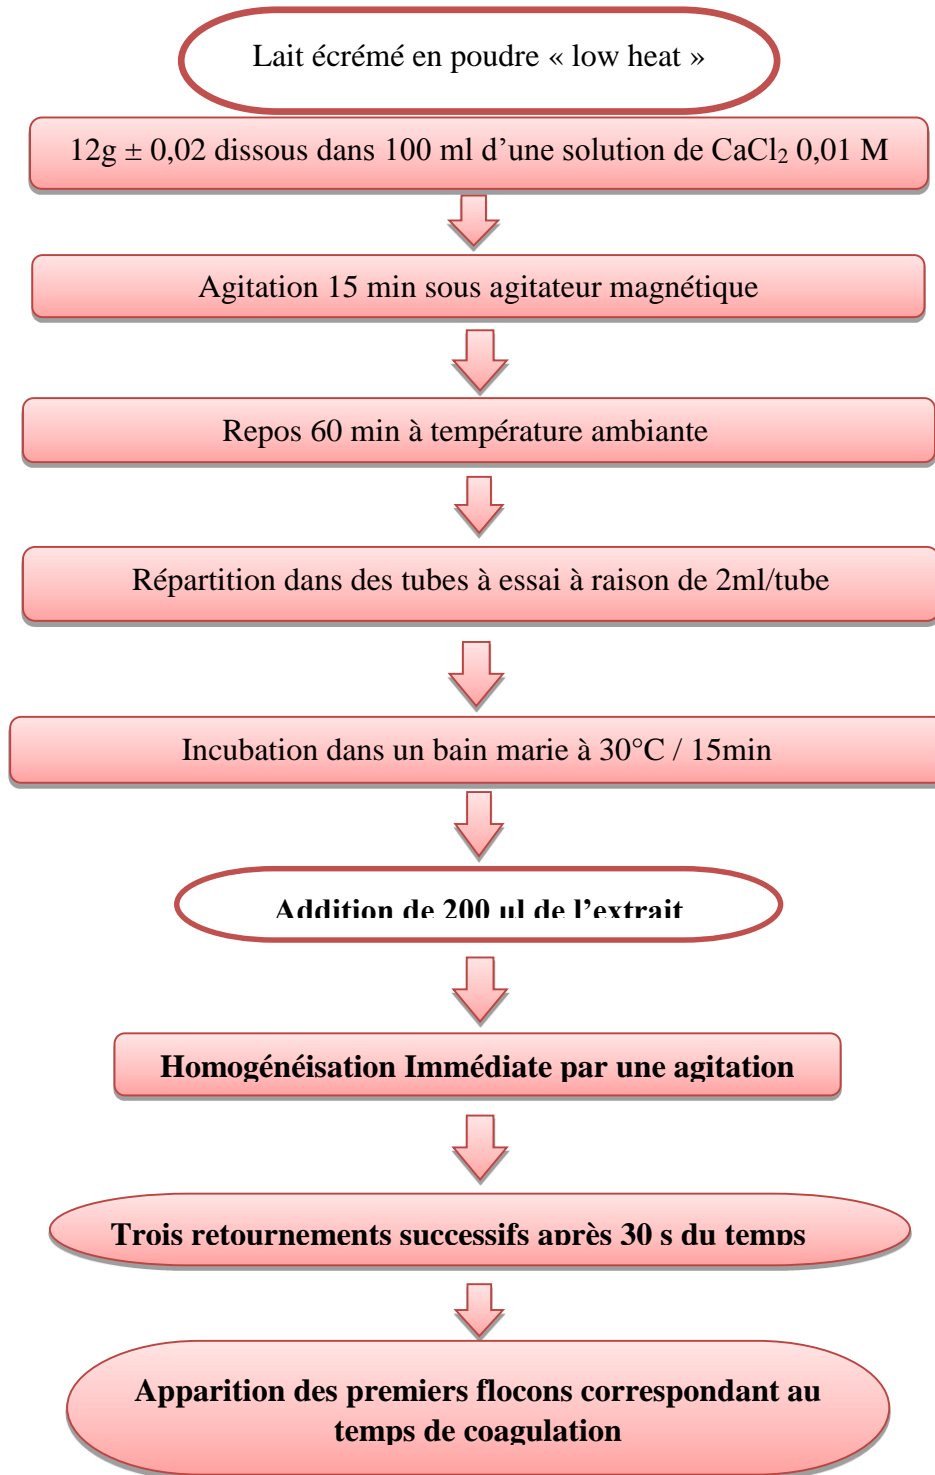 Lait écrémé en poudre « low heat »
12g ± 0,02 dissous dans 100 ml d’une solution de CaCl₂ 0,01 M
Agitation 15 min sous agitateur magnétique
Repos 60 min à température ambiante
Répartition dans des tubes à essai à raison de 2ml/tube
Incubation dans un bain marie à 30°C / 15min
Addition de 200 µl de l’extrait
Homogénéisation Immédiate par une agitation
Trois retournements successifs après 30 s du temps
Apparition des premiers flocons correspondant au
temps de coagulation